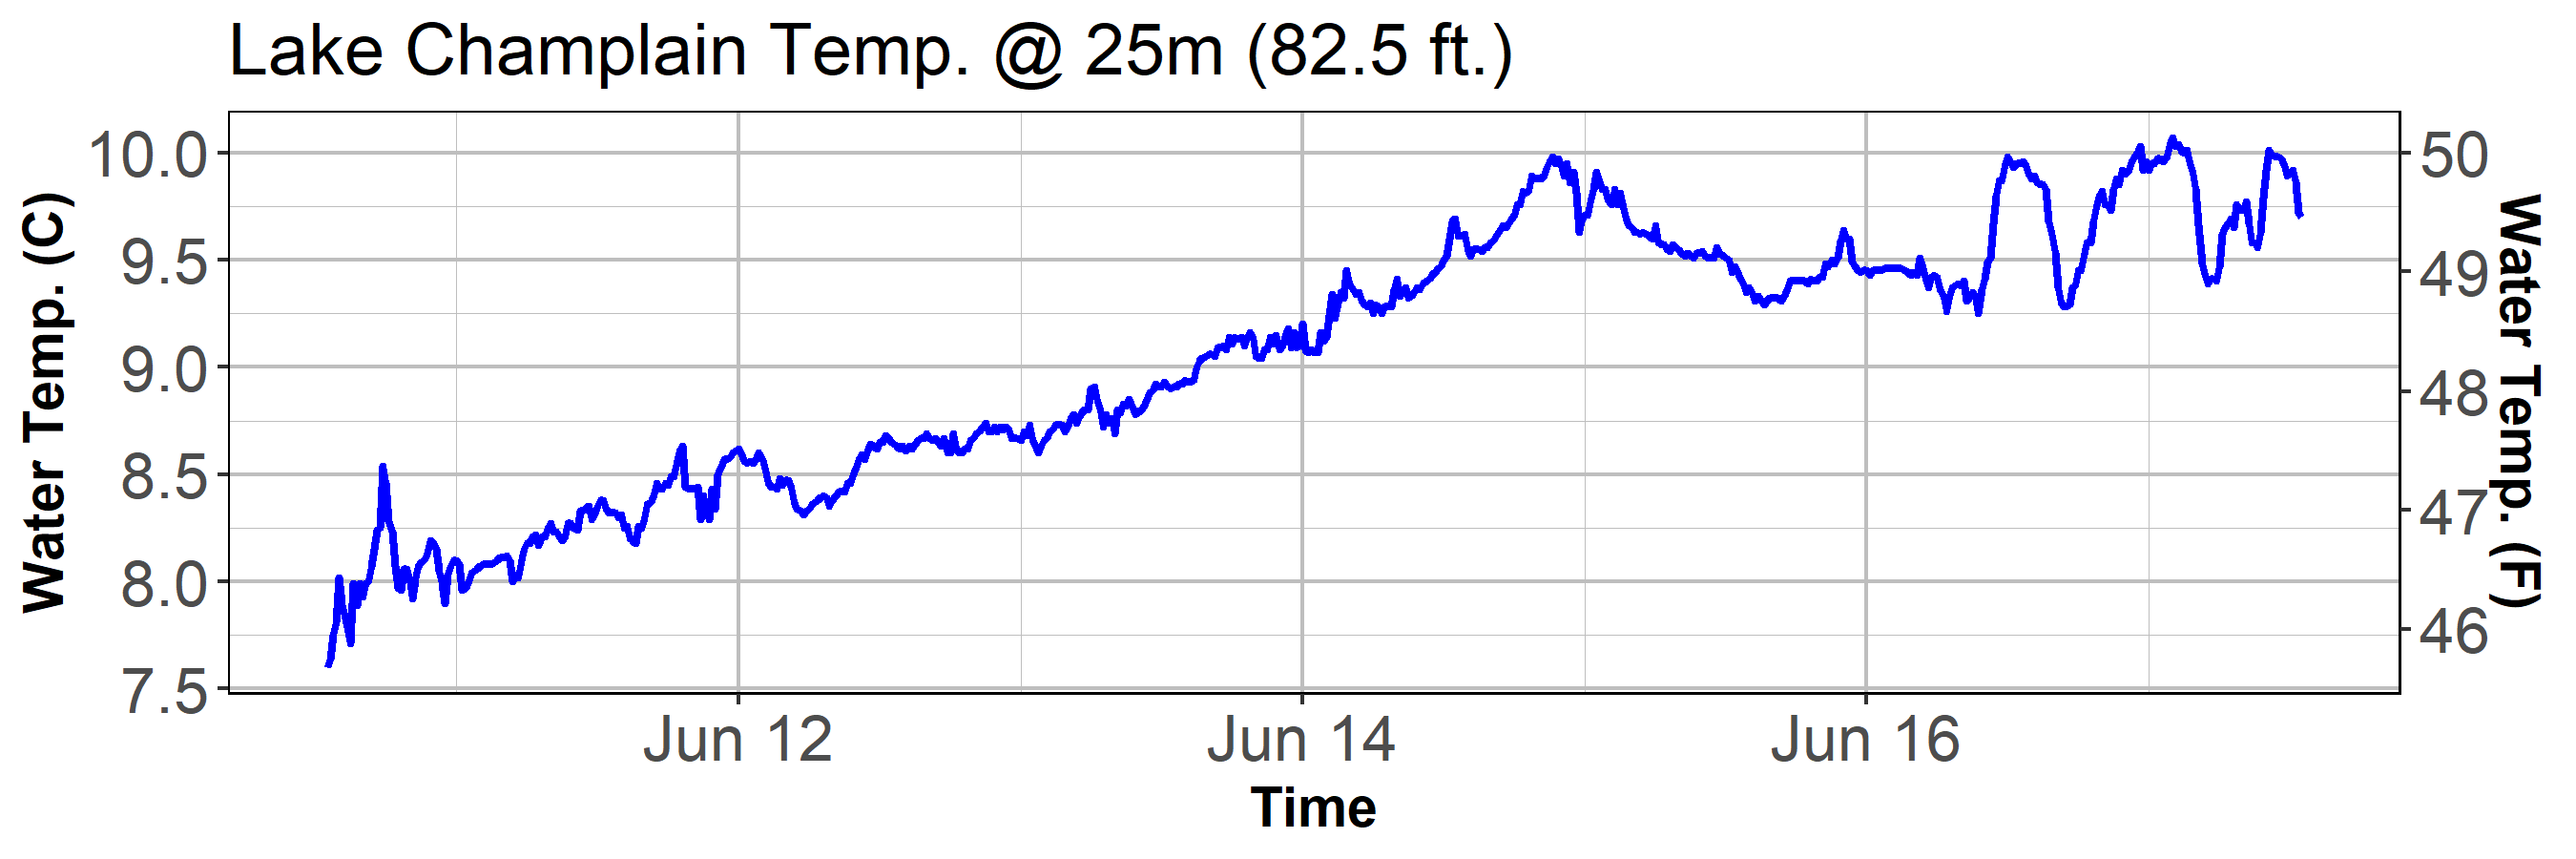 Lake Champlain Temp. @ 25m (82.5 ft.)
Water Temp. (C)
10.0
9.5
9.0
8.5
8.0
7.5
50
49
48
47
46
Water Temp. (F)
Jun 12
Jun 14
Jun 16
Time